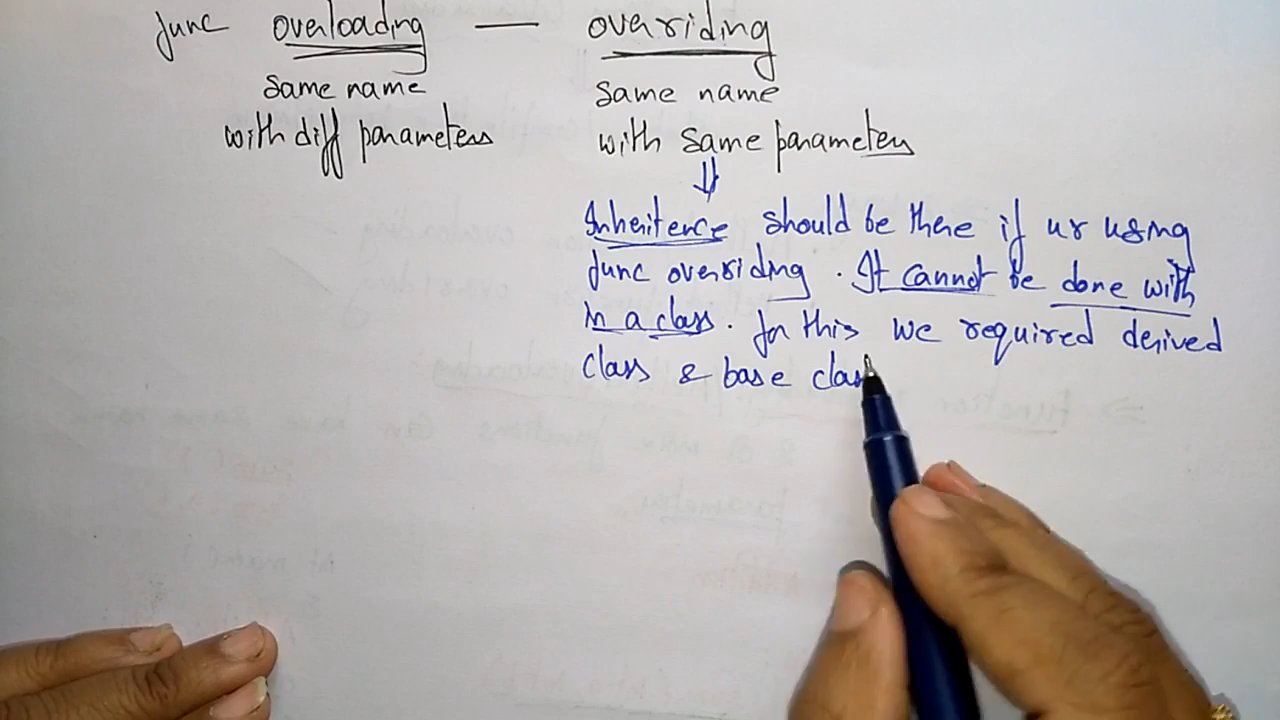 func overloading — overiding
same name same name
with diff parameters with same parameters
⇓
Inheritence should be there if ur using
func overriding. It cannot be done with
in a class. for this we required derived
class & base clas